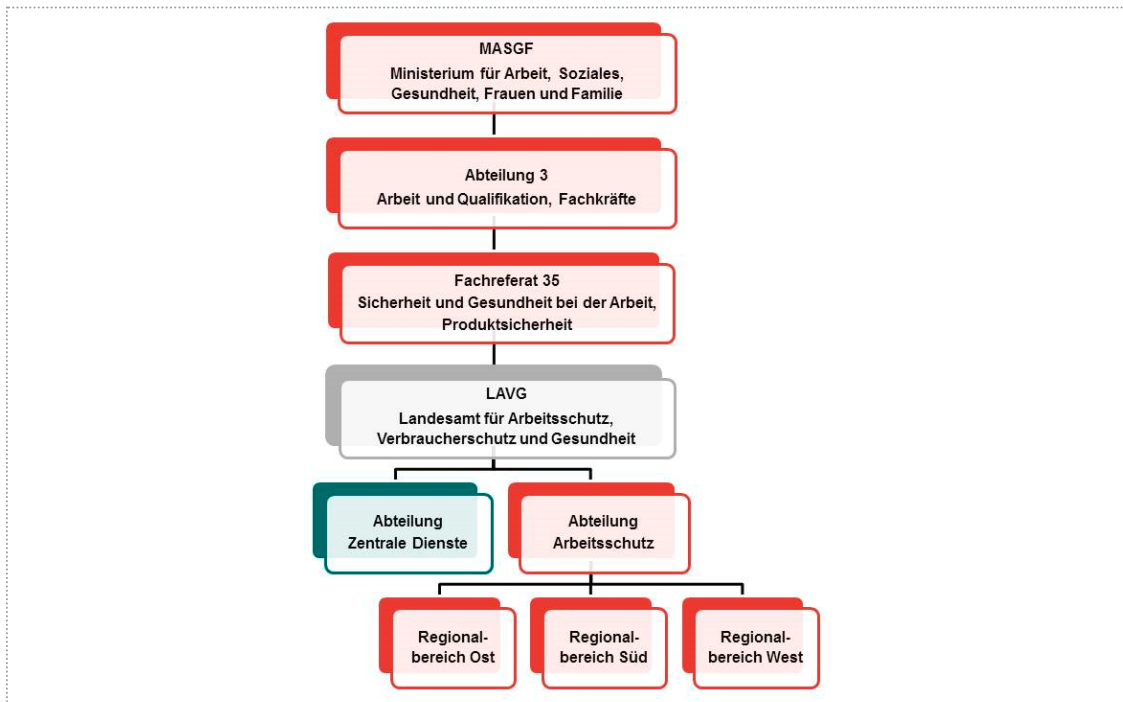 MASGF
Ministerium für Arbeit, Soziales,
Gesundheit, Frauen und Familie
Abteilung 3
Arbeit und Qualifikation, Fachkräfte
Fachreferat 35
Sicherheit und Gesundheit bei der Arbeit,
Produktsicherheit
LAVG
Landesamt für Arbeitsschutz,
Verbraucherschutz und Gesundheit
Abteilung
Zentrale Dienste
Abteilung
Arbeitsschutz
Regional-
bereich Ost
Regional-
bereich Süd
Regional-
bereich West